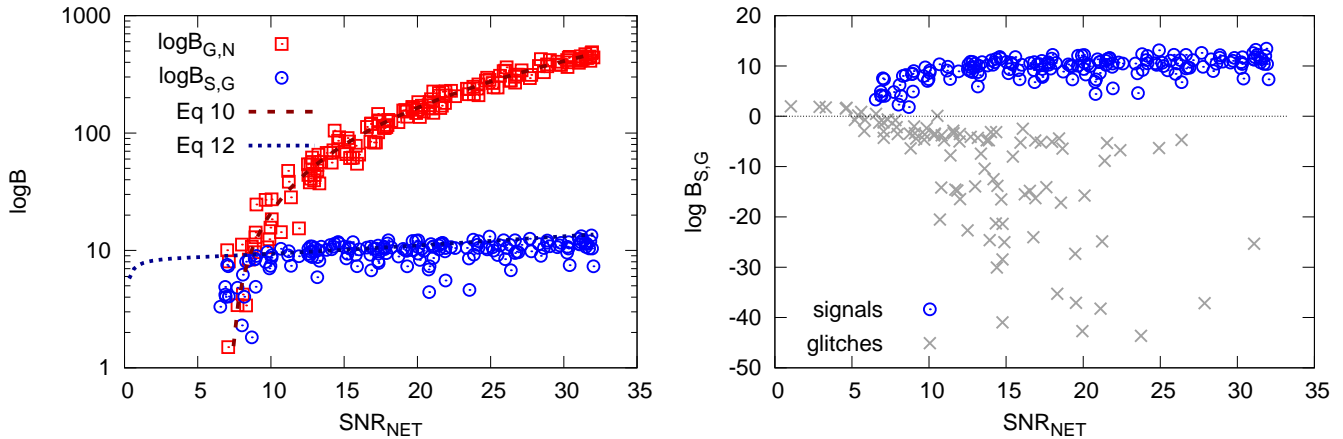 1000
100
10
1
logB
logB_G,N
logB_S,G
Eq 10
Eq 12
0 5 10 15 20 25 30 35
SNR_NET
20
10
0
-10
-20
-30
-40
-50
log B_S,G
signals
glitches
0 5 10 15 20 25 30 35
SNR_NET